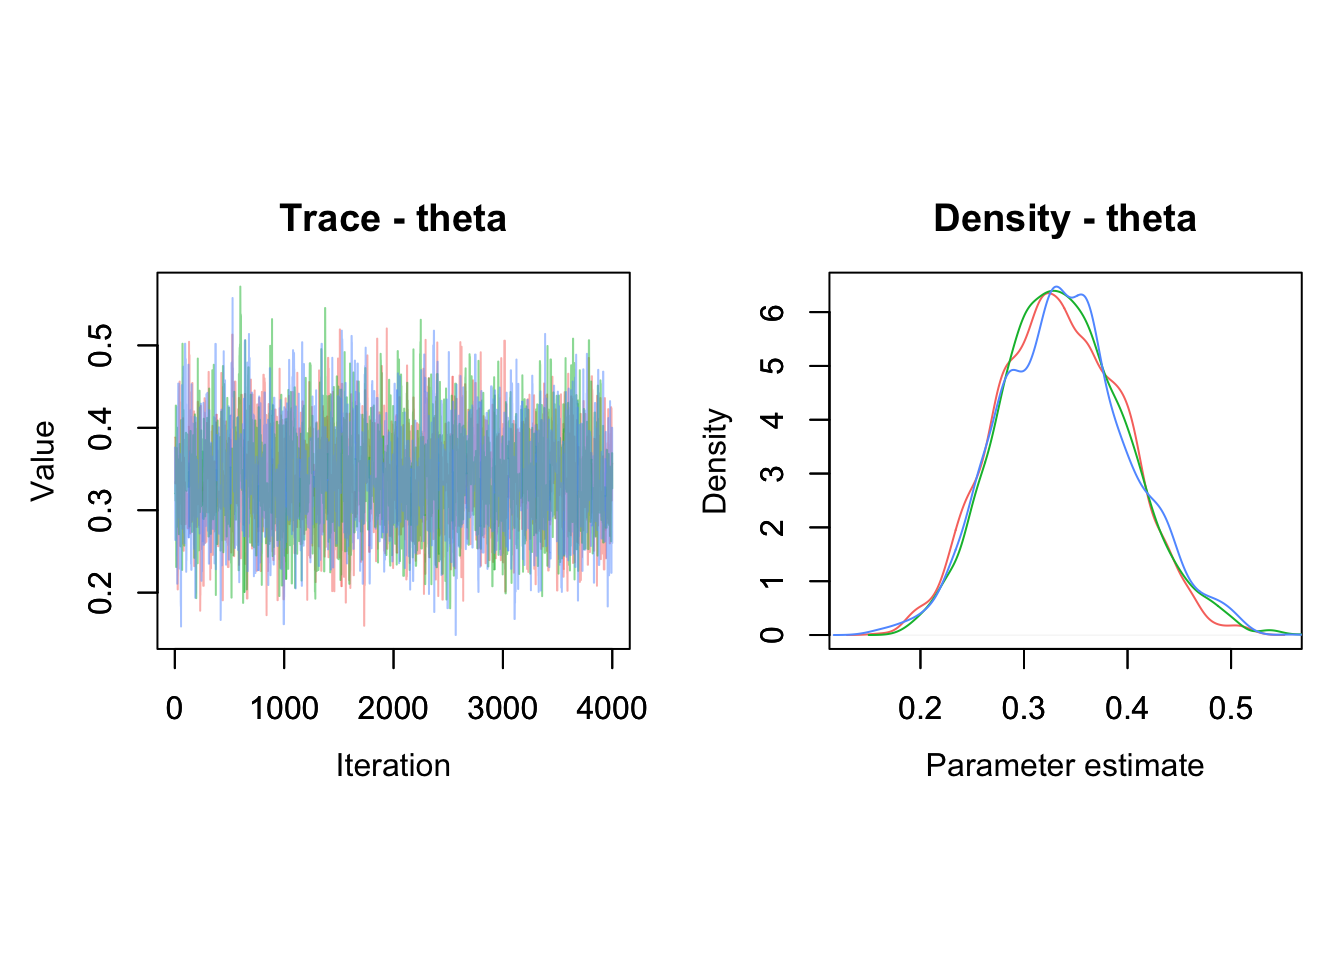 Trace - theta
Value
0.2
0.3
0.4
0.5
0 1000 2000 3000 4000
Iteration
Density - theta
Density
0
1
2
3
4
5
6
0.2 0.3 0.4 0.5
Parameter estimate